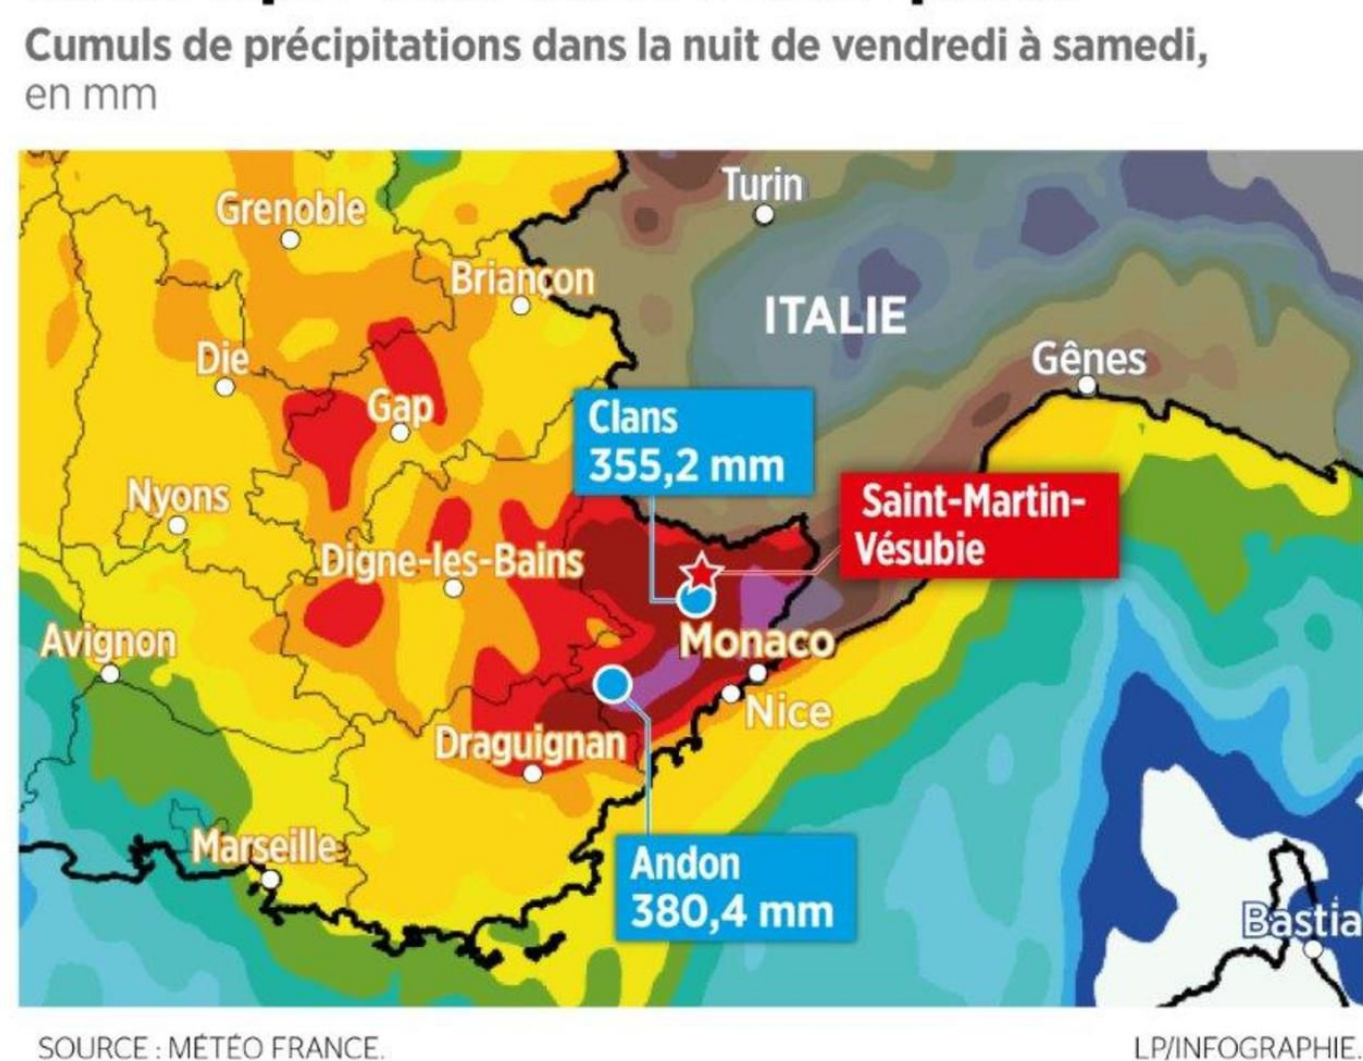 Cumuls de précipitations dans la nuit de vendredi à samedi,
en mm
Turin
Grenoble
Briançon
ITALIE
Die
Gênes
Gap
Clans
355,2 mm
Saint-Martin-
Vésubie
Nyons
Digne-les-Bains
Avignon
Monaco
Nice
Draguignan
Marseille
Andon
380,4 mm
Bastia
SOURCE : MÉTÉO FRANCE.
LP/INFOGRAPHIE.